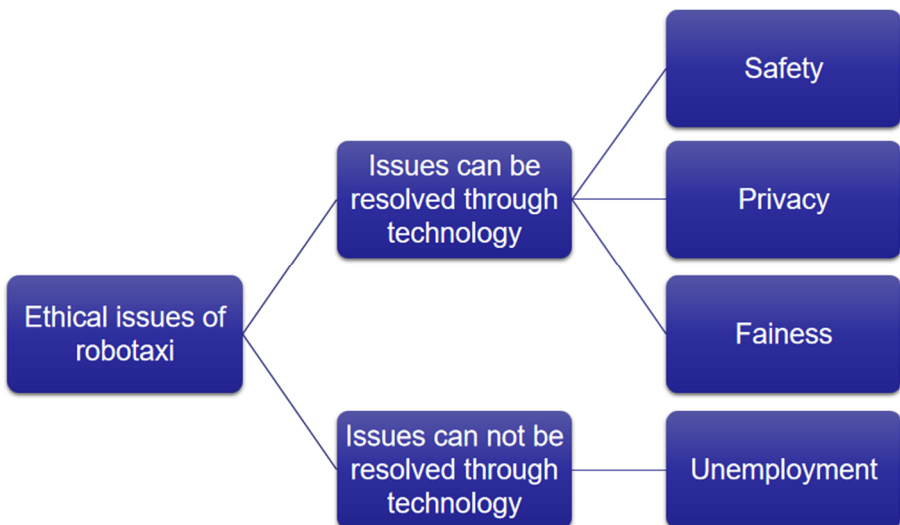 Ethical issues of
robotaxi
Issues can be
resolved through
technology
Safety
Privacy
Fainess
Issues can not be
resolved through
technology
Unemployment